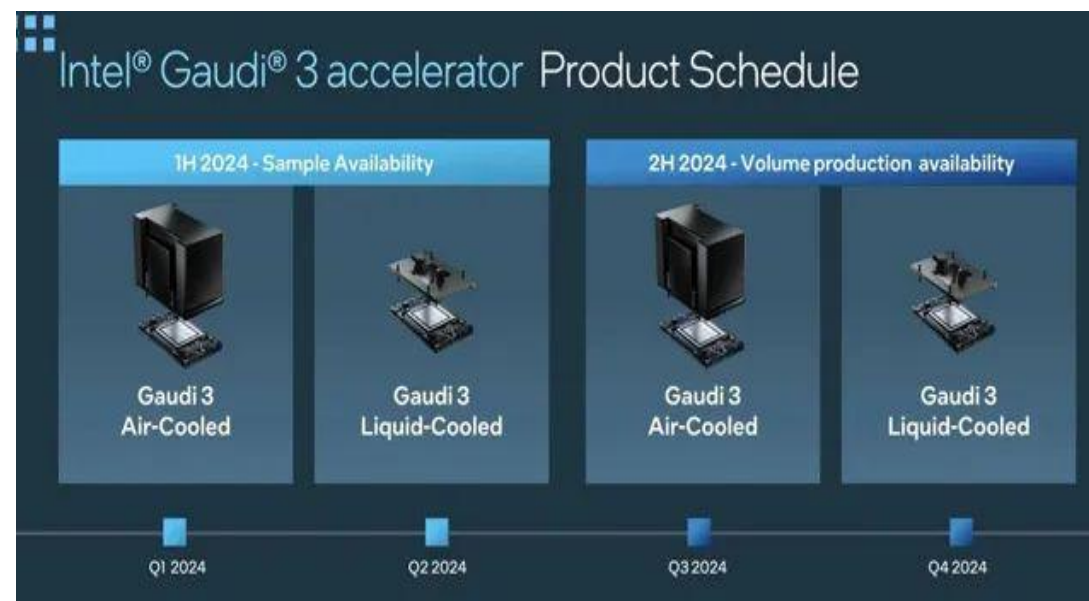 Intel® Gaudi® 3 accelerator Product Schedule
1H 2024 - Sample Availability
2H 2024 - Volume production availability
Gaudi 3
Air-Cooled
Gaudi 3
Liquid-Cooled
Gaudi 3
Air-Cooled
Gaudi 3
Liquid-Cooled
Q1 2024
Q2 2024
Q3 2024
Q4 2024